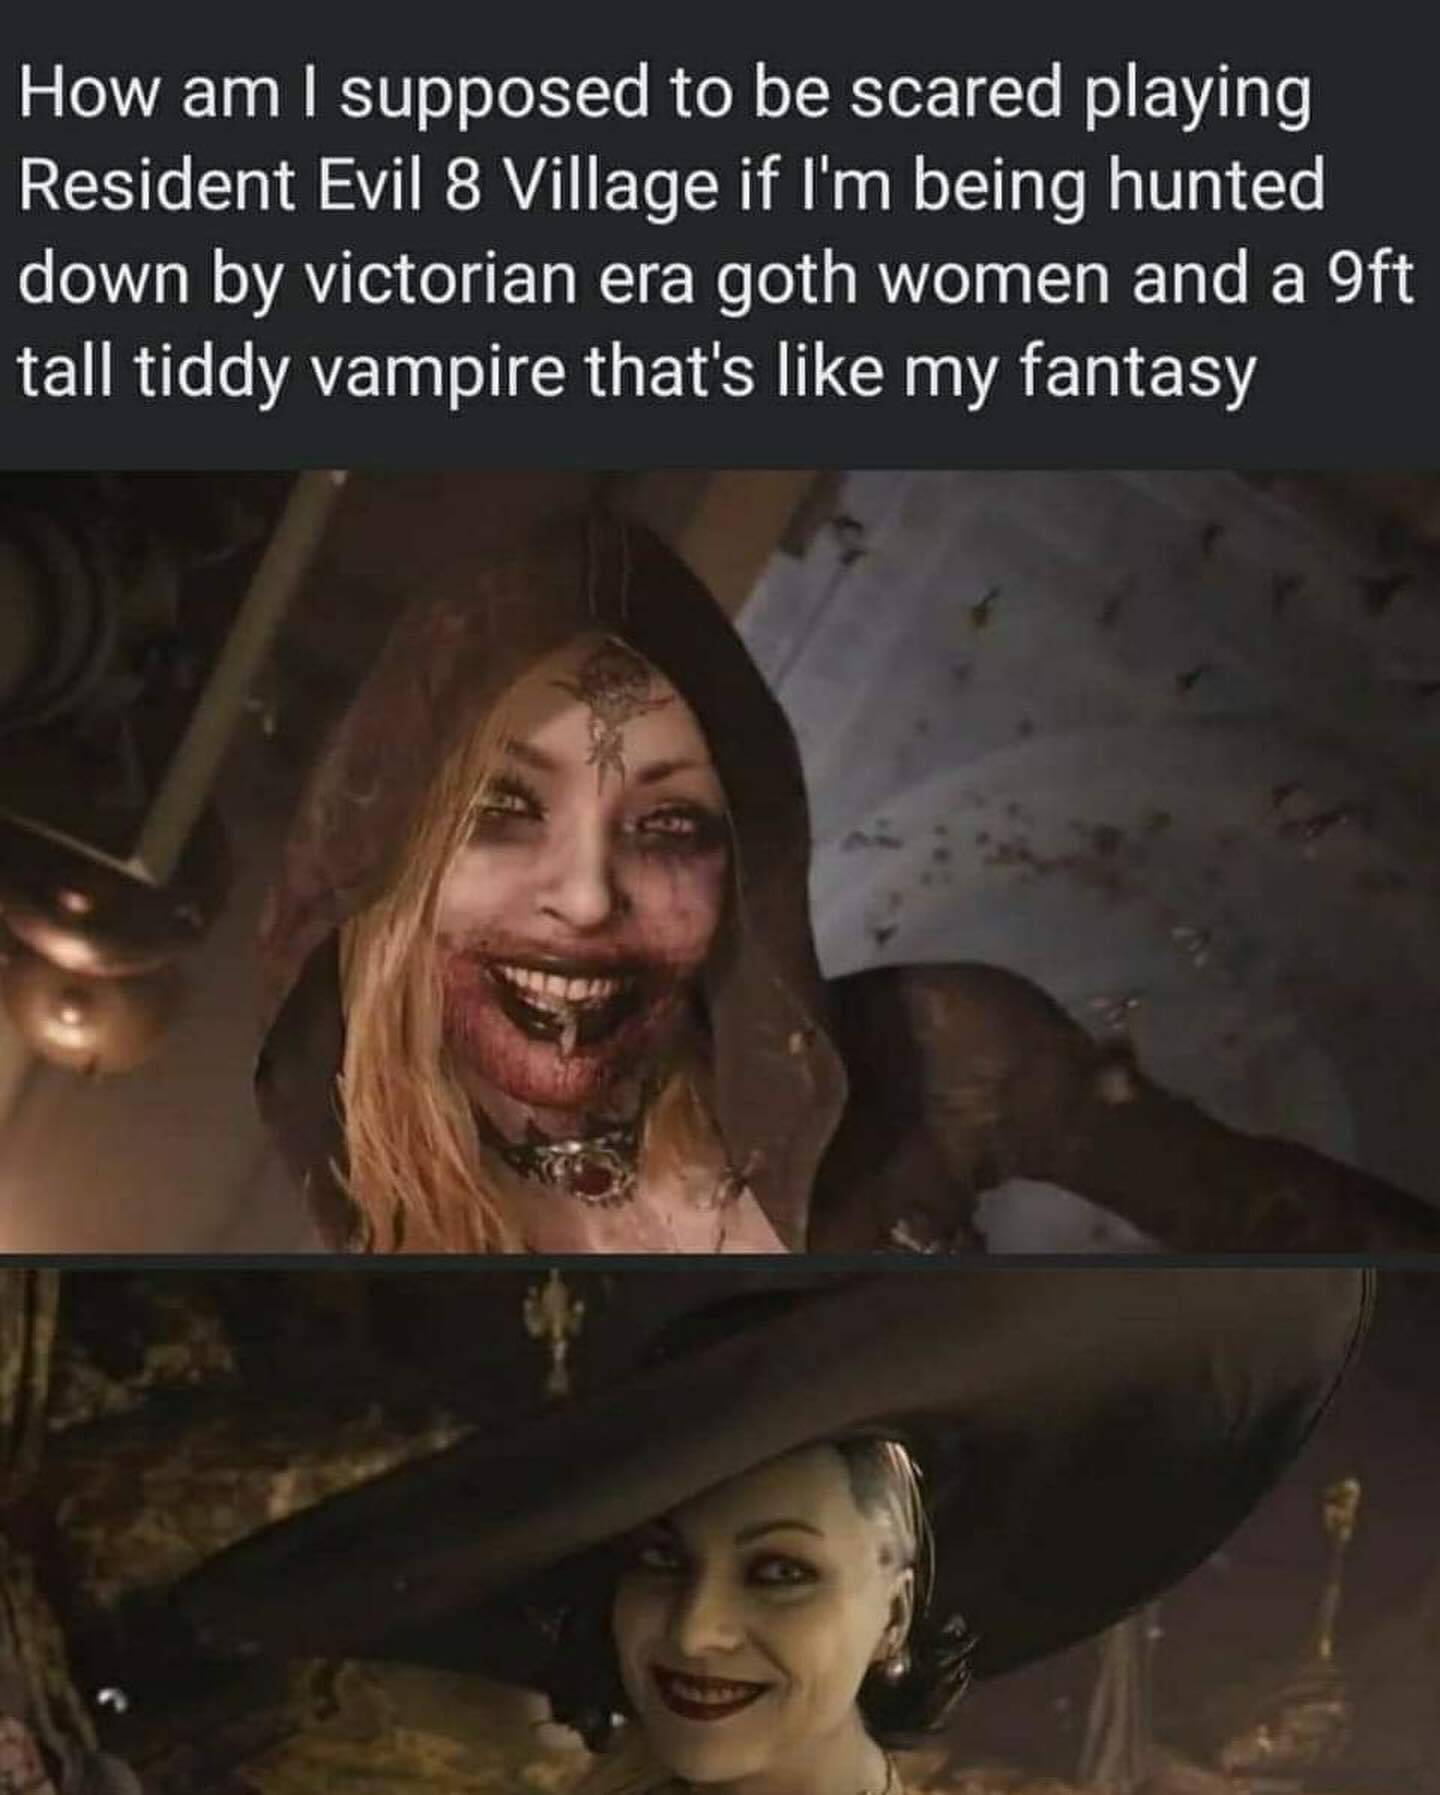 How am I supposed to be scared playing
Resident Evil 8 Village if I'm being hunted
down by victorian era goth women and a 9ft
tall tiddy vampire that's like my fantasy